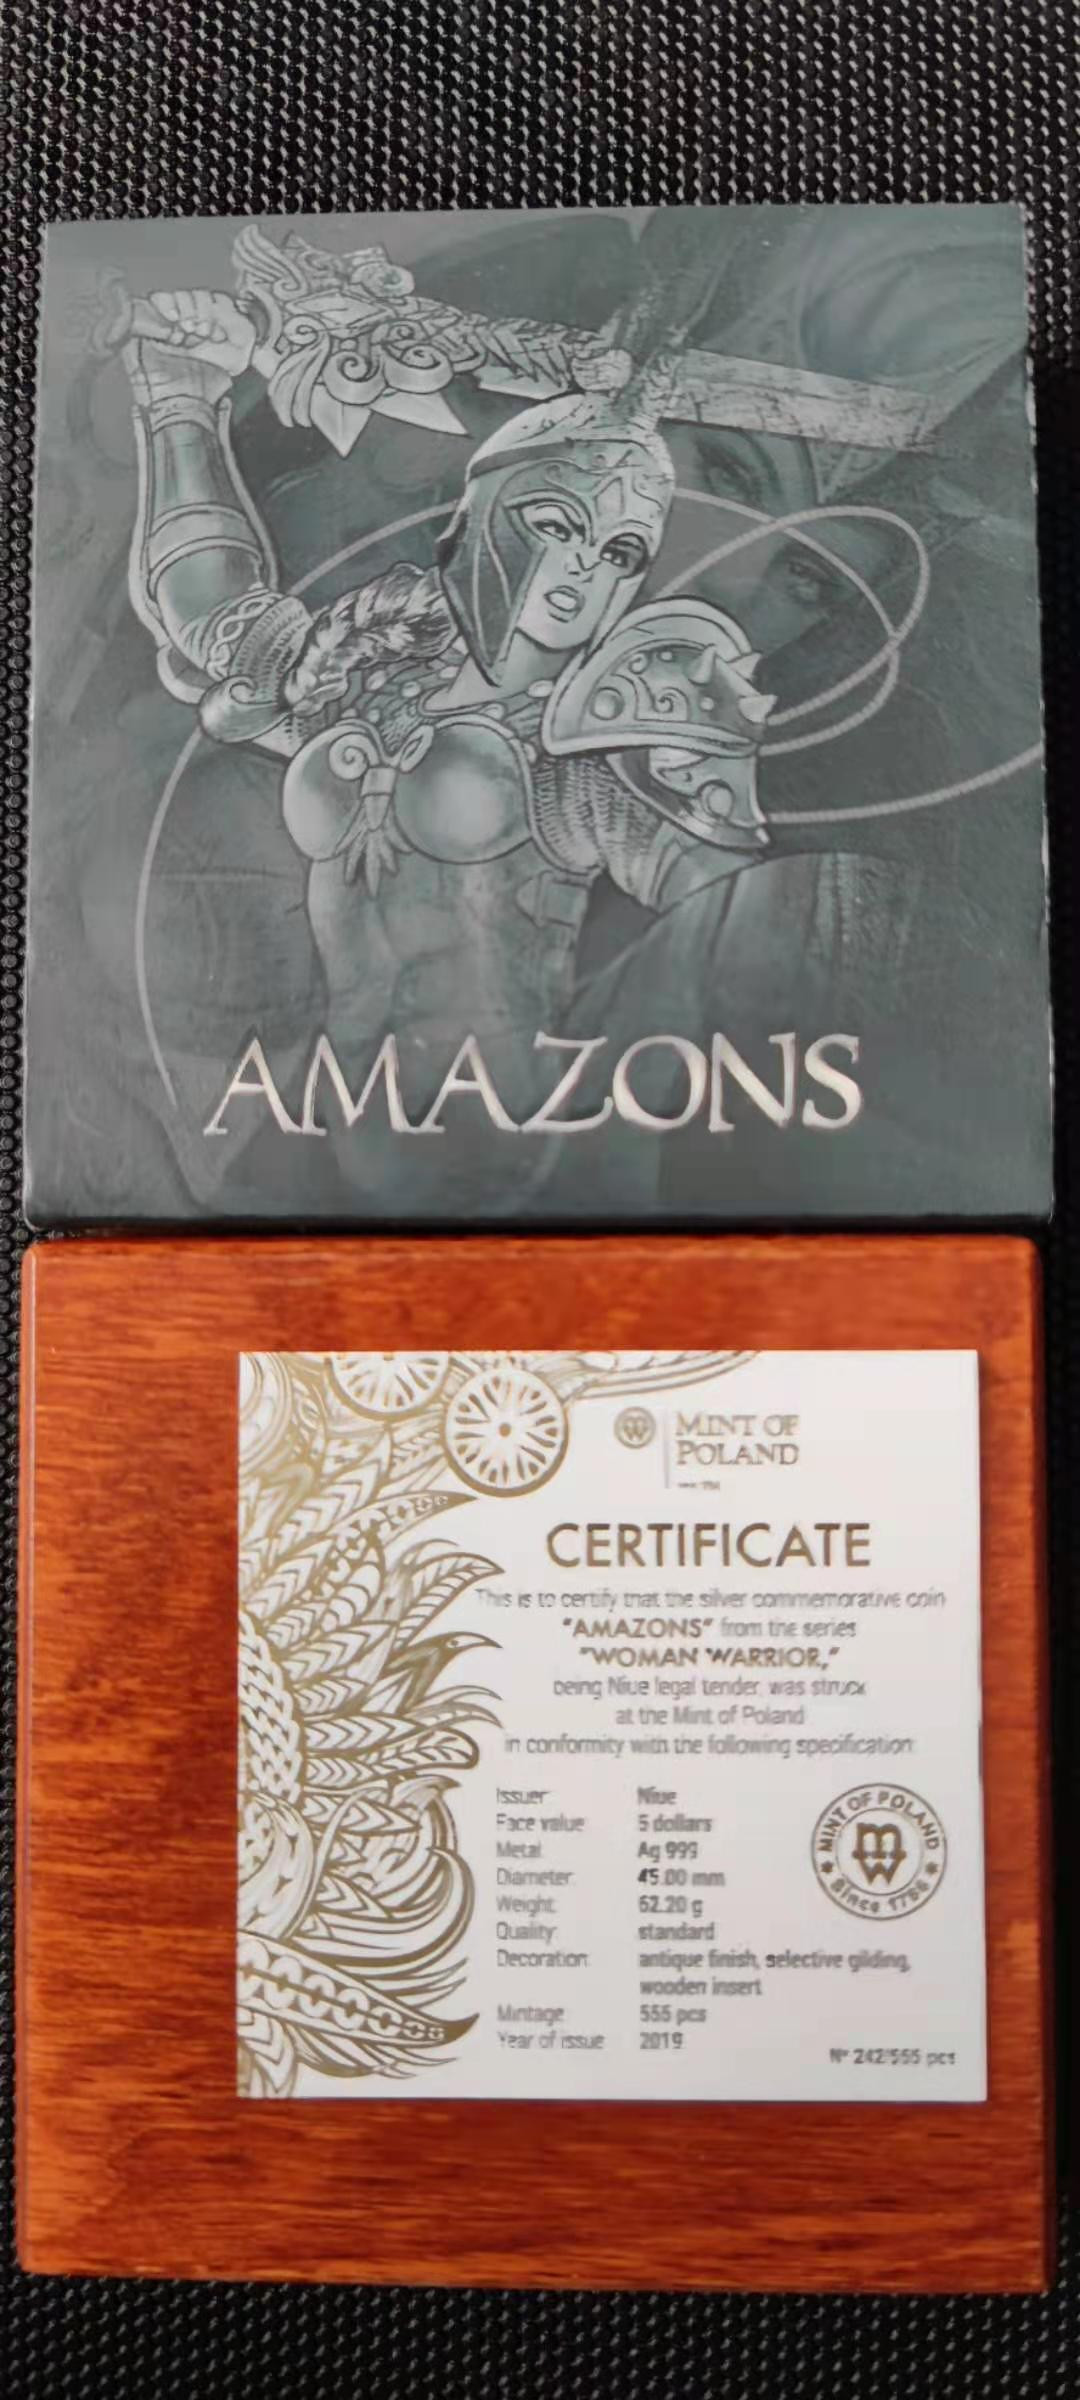 AMAZONS
MINT OF
POLAND
CERTIFICATE
This is to certify that the silver commemorative coin
"AMAZONS" from the series
"WOMAN WARRIOR,"
being Niue legal tender, was struck
at the Mint of Poland
in conformity with the following specification:
Issuer: Niue
Face value: 5 dollars
Metal: Ag 999
Diameter: 45.00 mm
Weight: 62.20 g
Quality: standard
Decoration: antique finish, selective gilding,
wooden insert
Mintage: 555 pcs
Year of issue: 2019
MINT OF POLAND
mw
Since 1766
Nº 242/555 pcs